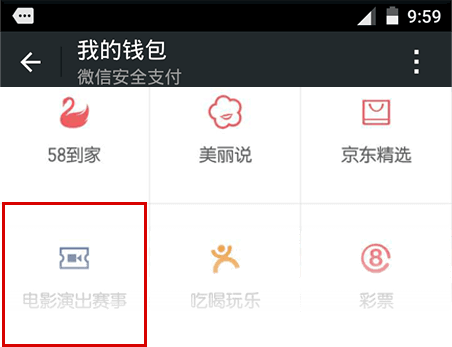 9:59
我的钱包
微信安全支付
58到家 美丽说 京东精选
电影演出赛事 吃喝玩乐 彩票